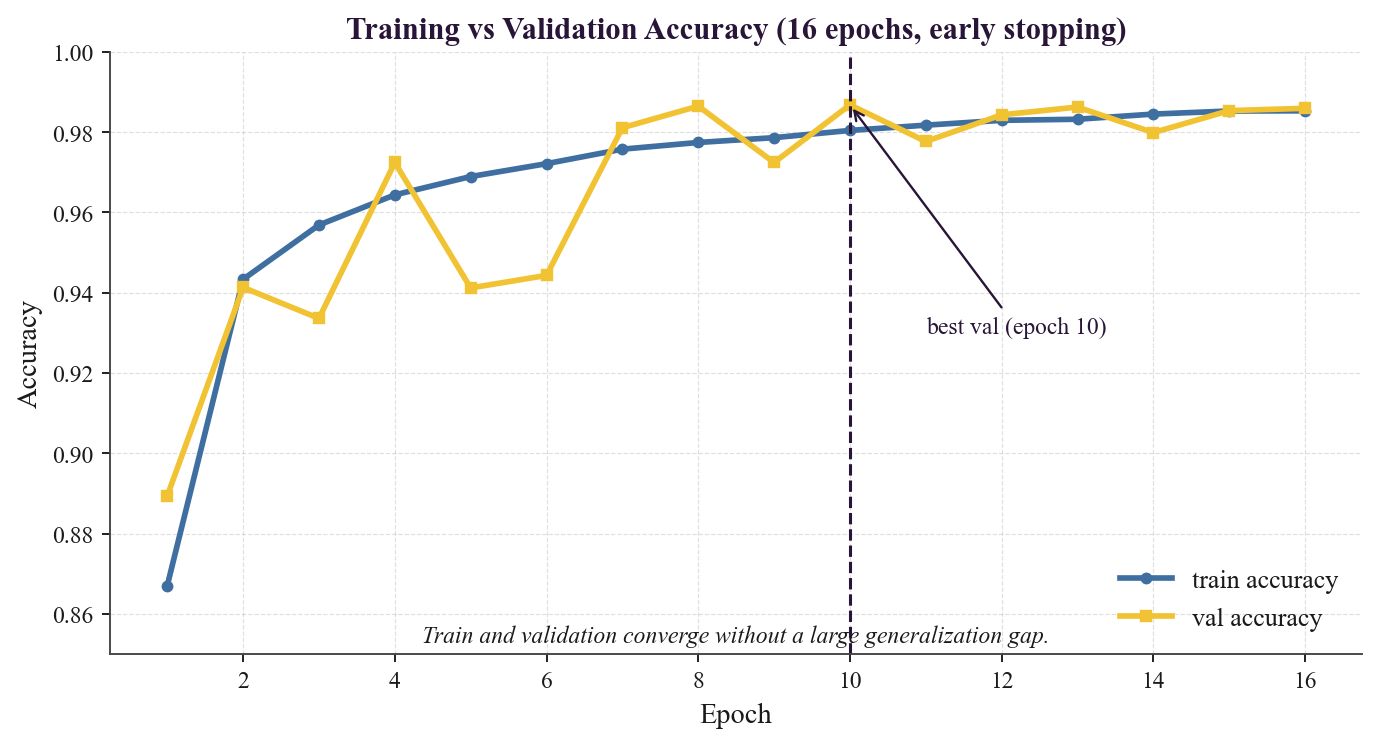 Training vs Validation Accuracy (16 epochs, early stopping)
1.00
0.98
0.96
0.94
0.92
0.90
0.88
0.86
Accuracy
best val (epoch 10)
train accuracy
val accuracy
Train and validation converge without a large generalization gap.
2 4 6 8 10 12 14 16
Epoch